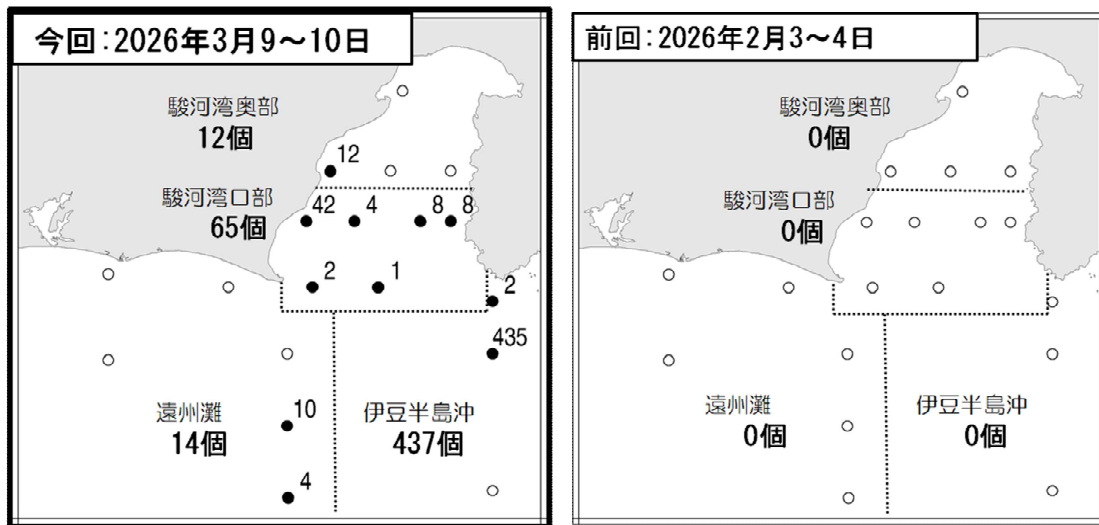 今回：2026年3月9～10日
駿河湾奥部
12個
12
駿河湾口部
65個
42
4
8
8
2
1
2
435
遠州灘
14個
10
4
伊豆半島沖
437個
前回：2026年2月3～4日
駿河湾奥部
0個
駿河湾口部
0個
遠州灘
0個
伊豆半島沖
0個